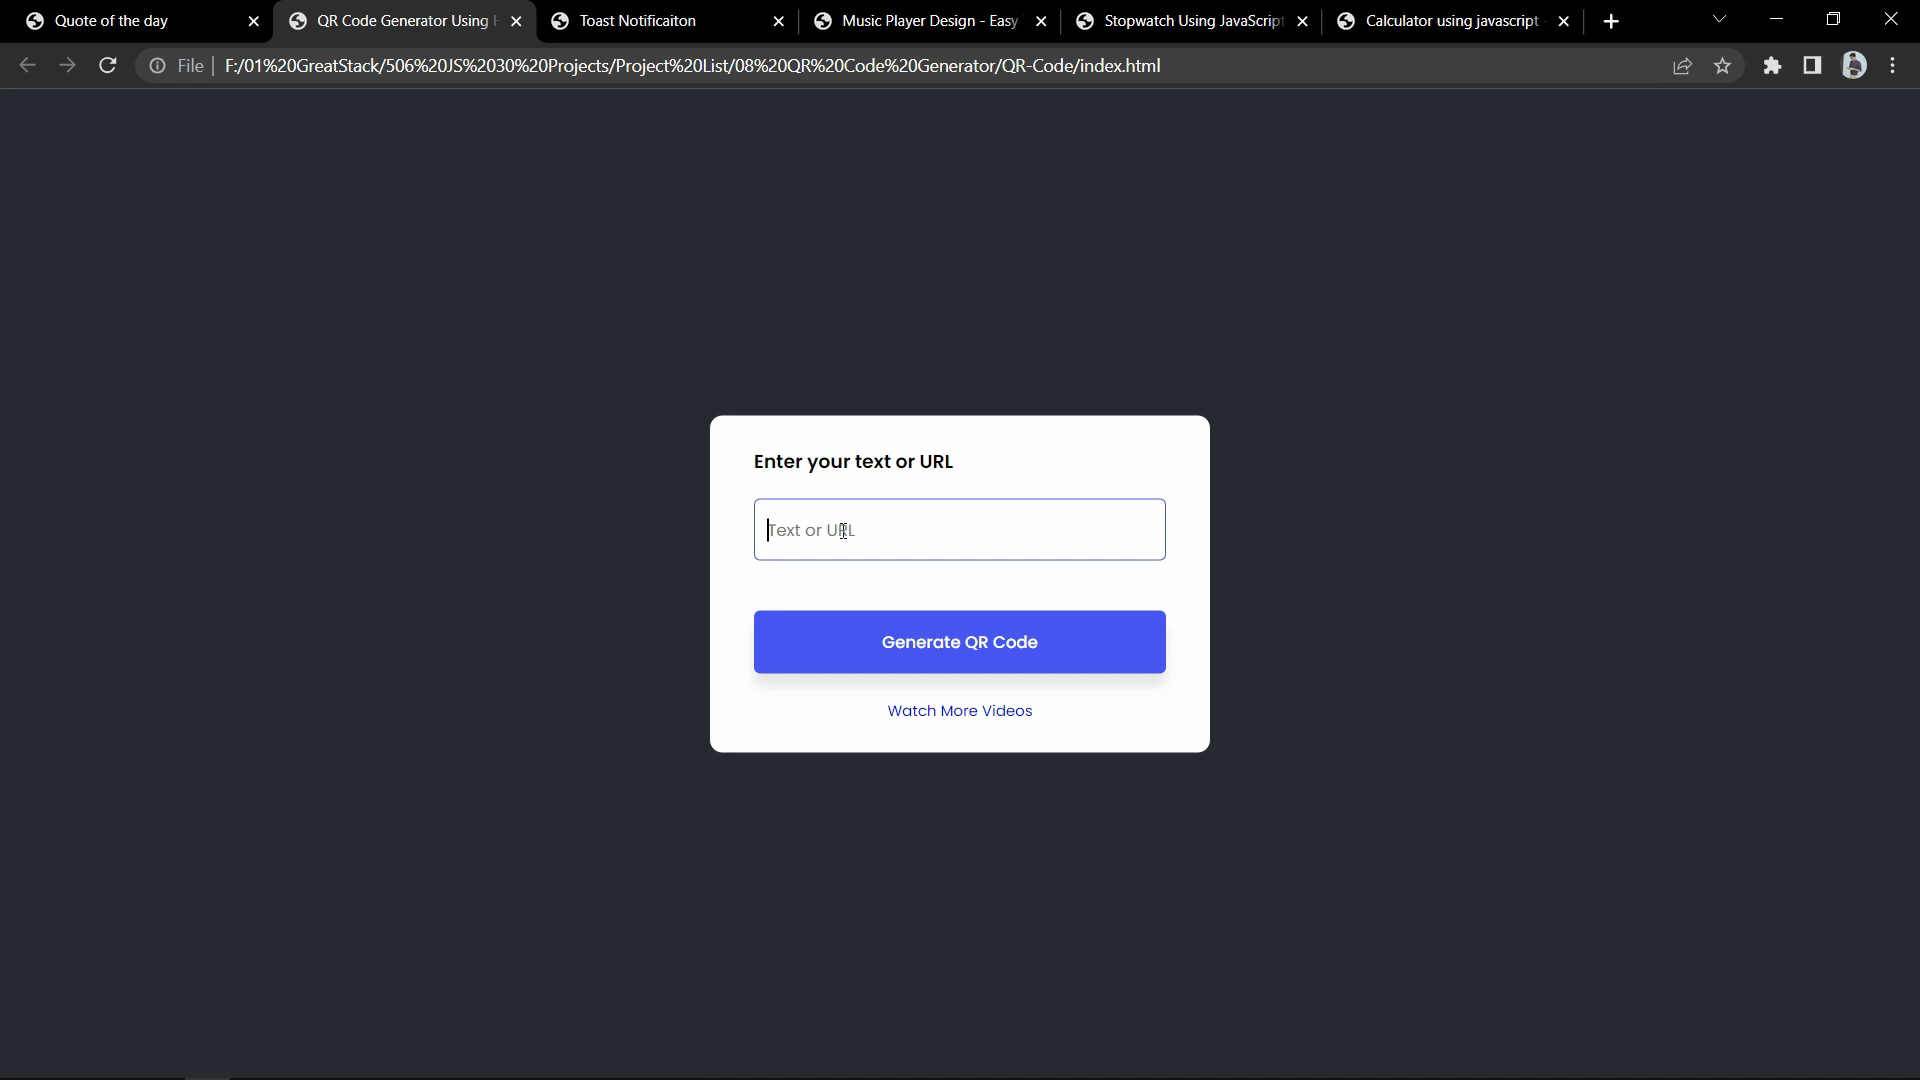 Quote of the day
QR Code Generator Using H
Toast Notificaiton
Music Player Design - Easy
Stopwatch Using JavaScript
Calculator using javascript -
File
F:/01%20GreatStack/506%20JS%2030%20Projects/Project%20List/08%20QR%20Code%20Generator/QR-Code/index.html
Enter your text or URL
Text or URL
Generate QR Code
Watch More Videos